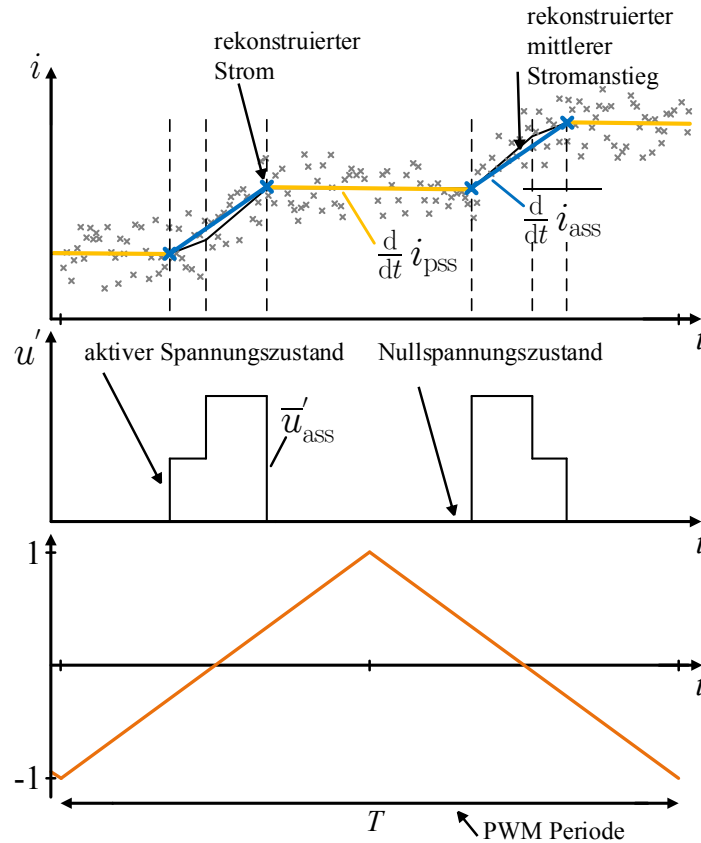 rekonstruierter
Strom
rekonstruierter
mittlerer
Stromanstieg
i
d/dt i_pss
d/dt i_ass
t
u'
aktiver Spannungszustand
Nullspannungszustand
u'_ass
t
1
t
-1
T
PWM Periode